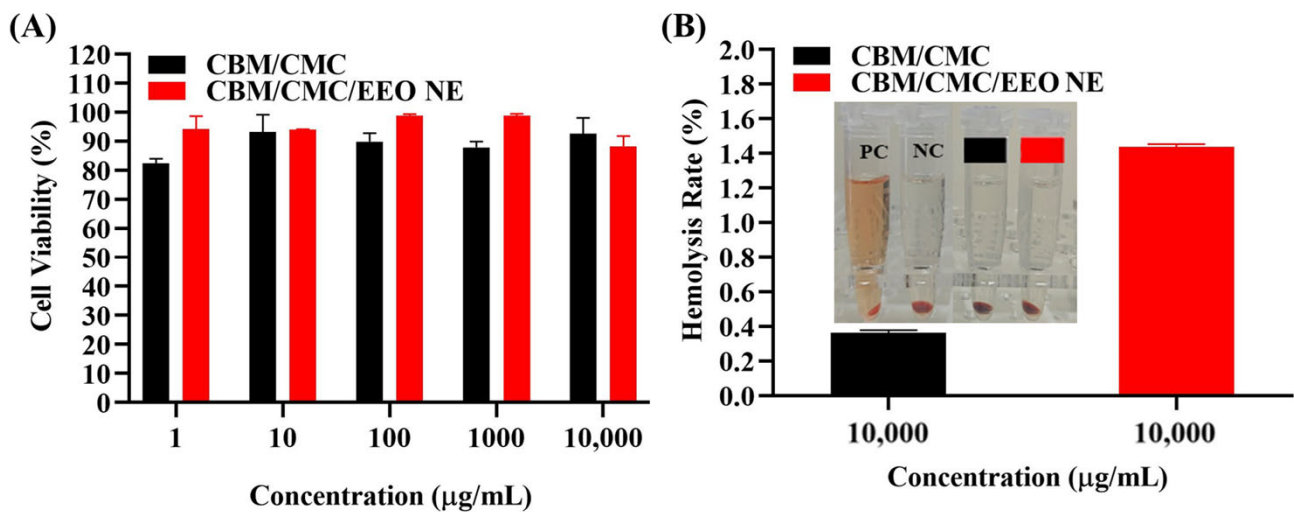 (A)
120
110
100
90
80
70
60
50
40
30
20
10
0
Cell Viability (%)
CBM/CMC
CBM/CMC/EEO NE
1 10 100 1000 10,000
Concentration (µg/mL)
(B)
2.0
1.8
1.6
1.4
1.2
1.0
0.8
0.6
0.4
0.2
0.0
Hemolysis Rate (%)
CBM/CMC
CBM/CMC/EEO NE
PC NC
10,000 10,000
Concentration (µg/mL)